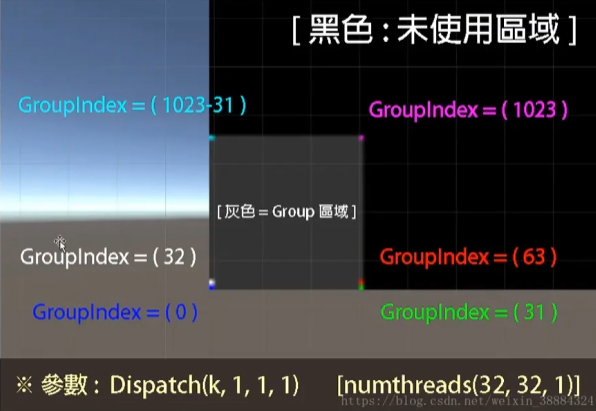 [ 黑色 : 未使用區域 ]
GroupIndex = ( 1023-31 )
GroupIndex = ( 1023 )
[ 灰色 = Group 區域 ]
GroupIndex = ( 32 )
GroupIndex = ( 63 )
GroupIndex = ( 0 )
GroupIndex = ( 31 )
※ 參數 : Dispatch(k, 1, 1, 1) [numthreads(32, 32, 1)]
https://blog.csdn.net/weixin_38884324